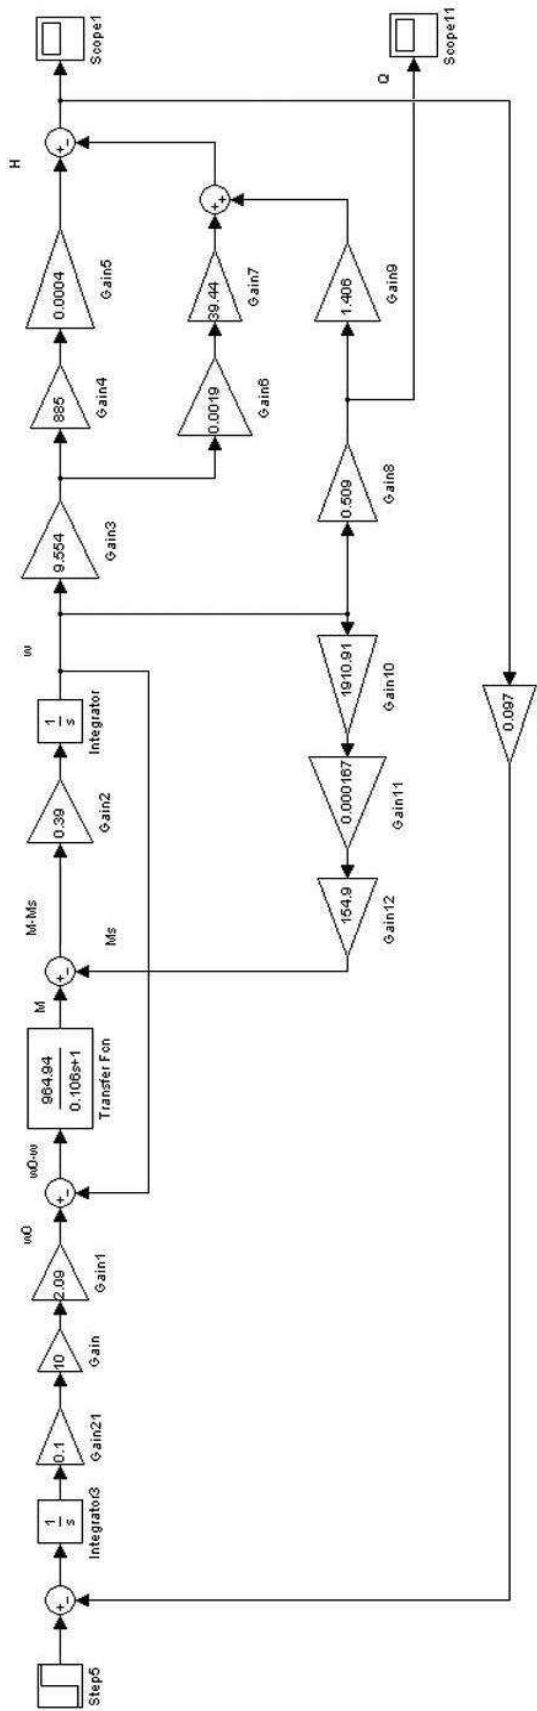 Step5
1
s
Integrator3
0.1
Gain21
10
Gain
2.09
Gain1
w0
w0-w
964.94
0.106s+1
Transfer Fcn
M
M-Ms
Ms
0.39
Gain2
1
s
Integrator
w
9.554
Gain3
885
Gain4
0.0004
Gain5
H
Scope1
0.0019
Gain6
39.44
Gain7
0.509
Gain8
1.406
Gain9
Q
Scope11
1910.91
Gain10
0.000167
Gain11
154.9
Gain12
0.097